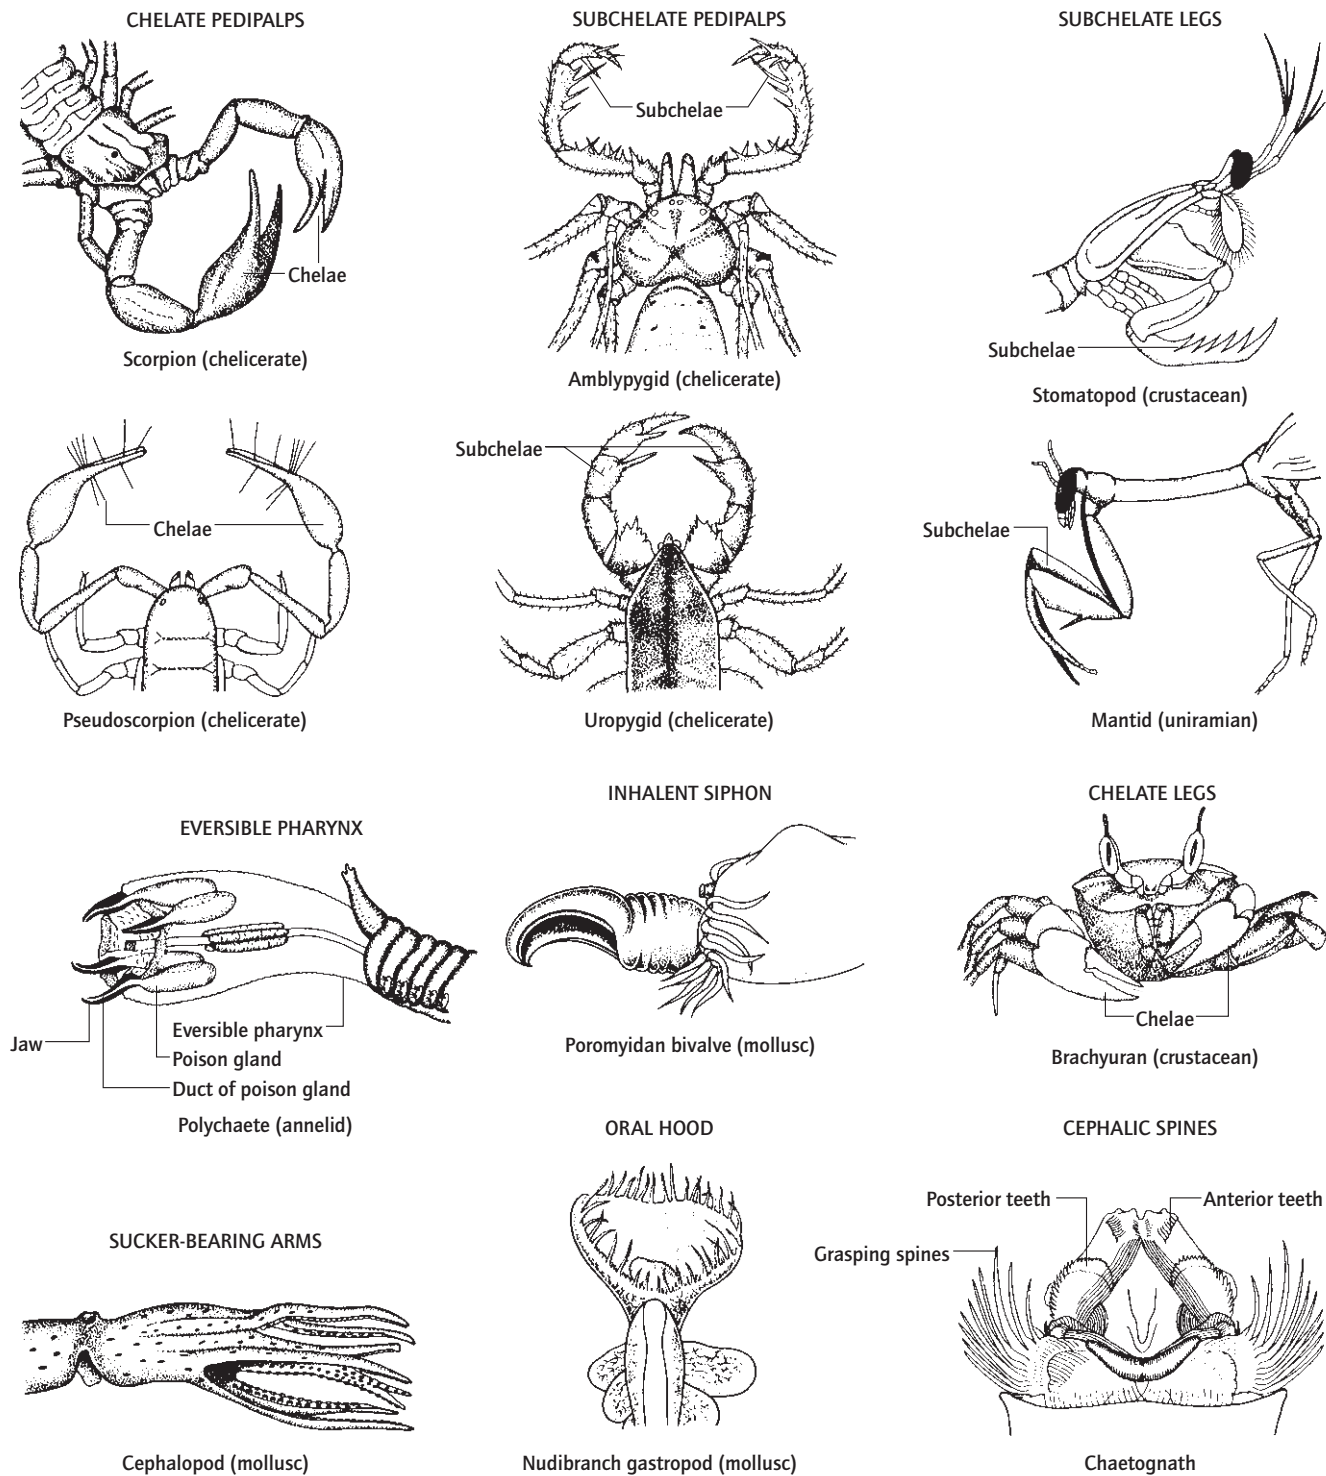 CHELATE PEDIPALPS
SUBCHELATE PEDIPALPS
SUBCHELATE LEGS
Subchelae
Chelae
Subchelae
Scorpion (chelicerate)
Amblypygid (chelicerate)
Stomatopod (crustacean)
Subchelae
Chelae
Subchelae
Pseudoscorpion (chelicerate)
Uropygid (chelicerate)
Mantid (uniramian)
EVERSIBLE PHARYNX
INHALENT SIPHON
CHELATE LEGS
Jaw
Eversible pharynx
Poison gland
Duct of poison gland
Polychaete (annelid)
Poromyidan bivalve (mollusc)
Chelae
Brachyuran (crustacean)
SUCKER-BEARING ARMS
ORAL HOOD
CEPHALIC SPINES
Posterior teeth
Anterior teeth
Grasping spines
Cephalopod (mollusc)
Nudibranch gastropod (mollusc)
Chaetognath